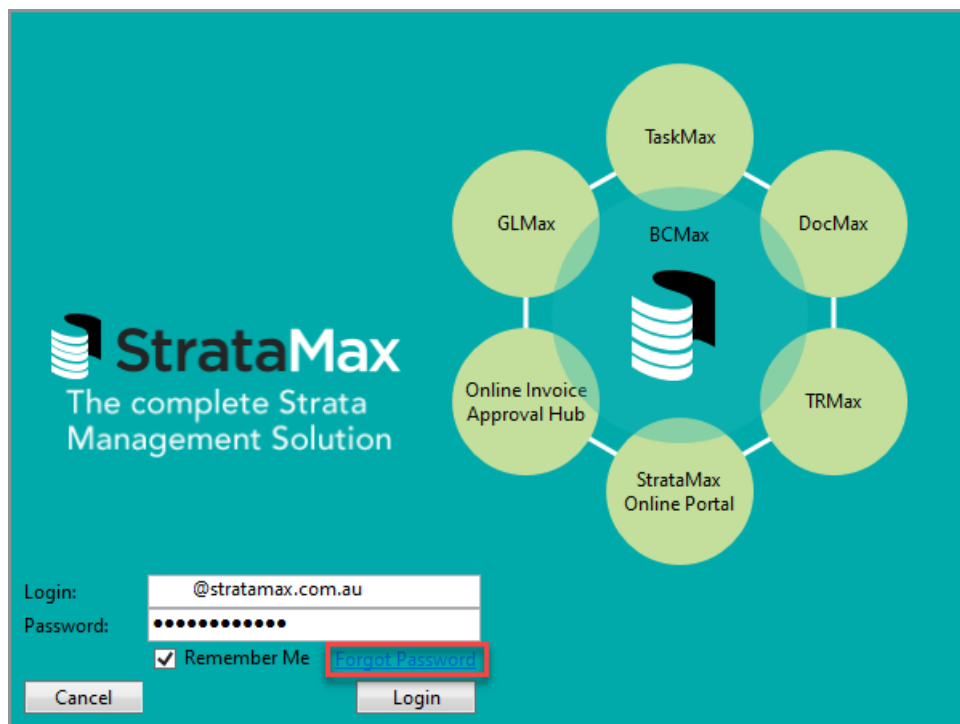 TaskMax
GLMax
DocMax
BCMax
StrataMax
The complete Strata
Management Solution
Online Invoice
Approval Hub
TRMax
StrataMax
Online Portal
Login:
@stratamax.com.au
Password:
••••••••••••
Remember Me
Forgot Password
Cancel
Login